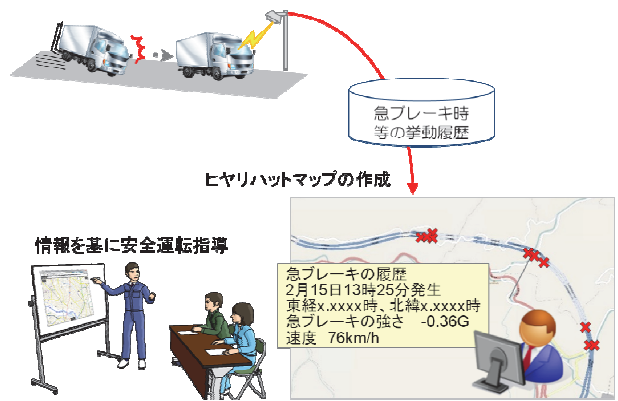 急ブレーキ時
等の挙動履歴
ヒヤリハットマップの作成
情報を基に安全運転指導
急ブレーキの履歴
2月15日13時25分発生
東経x.xxxx時、北緯x.xxxx時
急ブレーキの強さ -0.36G
速度 76km/h